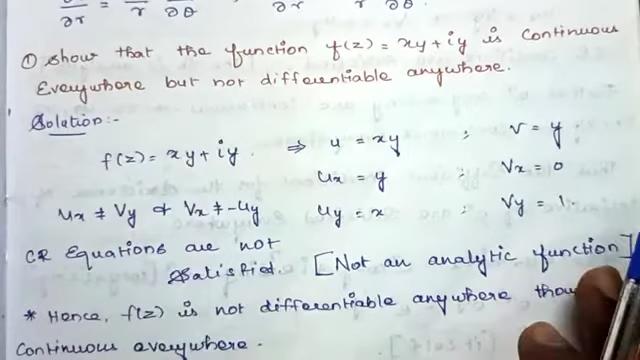 ∂r = r ∂θ ∂r r ∂θ.
① Show that the function f(z) = xy + iy is Continuous
Everywhere but not differentiable anywhere.
Solution:-
f(z) = xy + iy. ⇒ u = xy ; v = y
ux = y ; Vx = 0
ux ≠ Vy & Vx ≠ -uy uy = x ; Vy = 1.
CR Equations are not
Satisfied. [Not an analytic function]
* Hence, f(z) is not differentiable anywhere
Continuous everywhere.